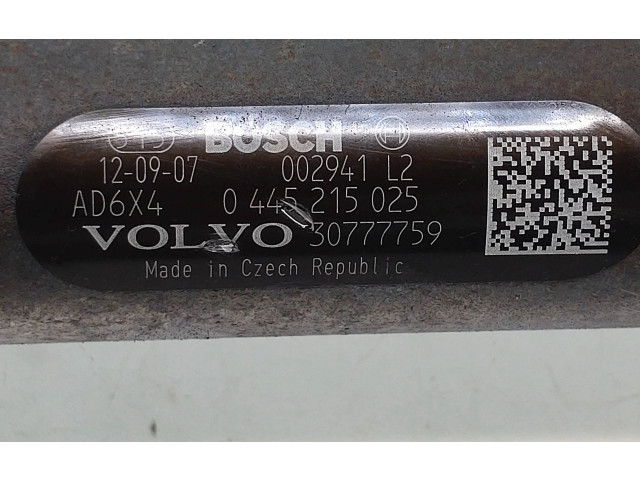 BOSCH
12-09-07 002941 L2
AD6X4 0 445 215 025
VOLVO 30777759
Made in Czech Republic